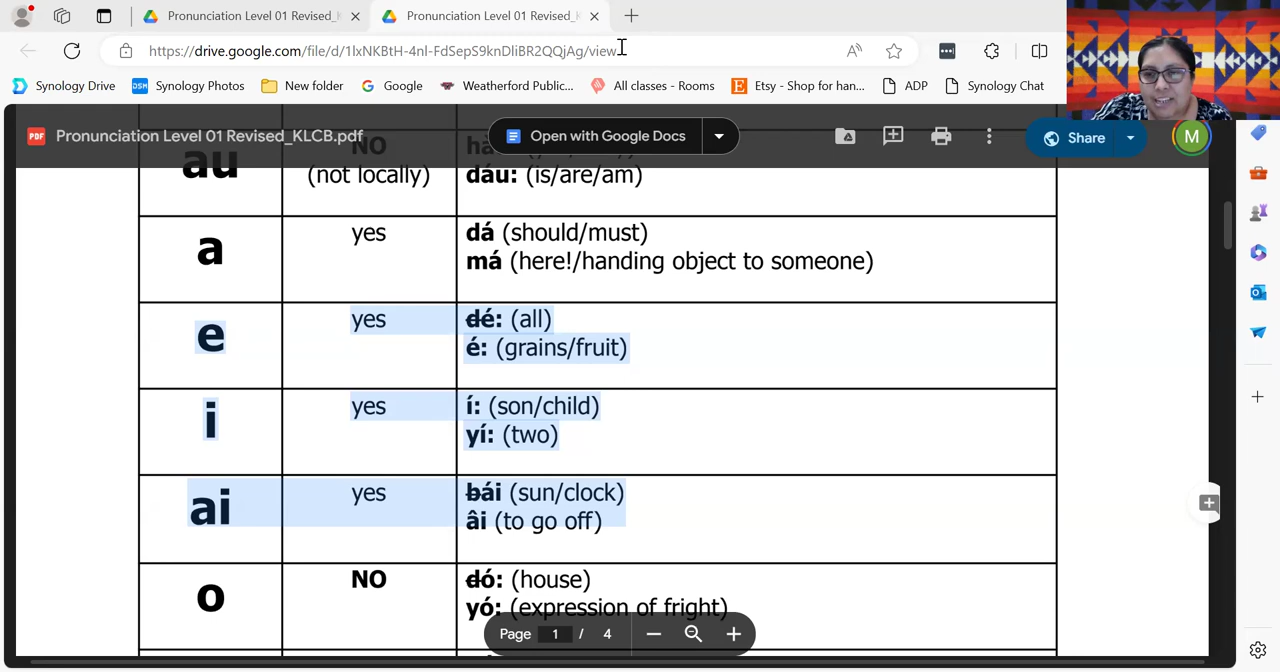 Pronunciation Level 01 Revised_K
Pronunciation Level 01 Revised_K
https://drive.google.com/file/d/1IxNKBtH-4nl-FdSepS9knDliBR2QQjAg/view
Synology Drive
DSM Synology Photos
New folder
Google
Weatherford Public...
All classes - Rooms
E Etsy - Shop for han...
ADP
Synology Chat
PDF Pronunciation Level 01 Revised_KLCB.pdf
Open with Google Docs
Share
M
au NO
(not locally) dáu: (is/are/am)
a yes dá (should/must)
má (here!/handing object to someone)
e yes d̶é: (all)
é: (grains/fruit)
i yes í: (son/child)
yí: (two)
ai yes b̶ái (sun/clock)
âi (to go off)
o NO d̶ó: (house)
yó: (expression of fright)
Page 1 / 4